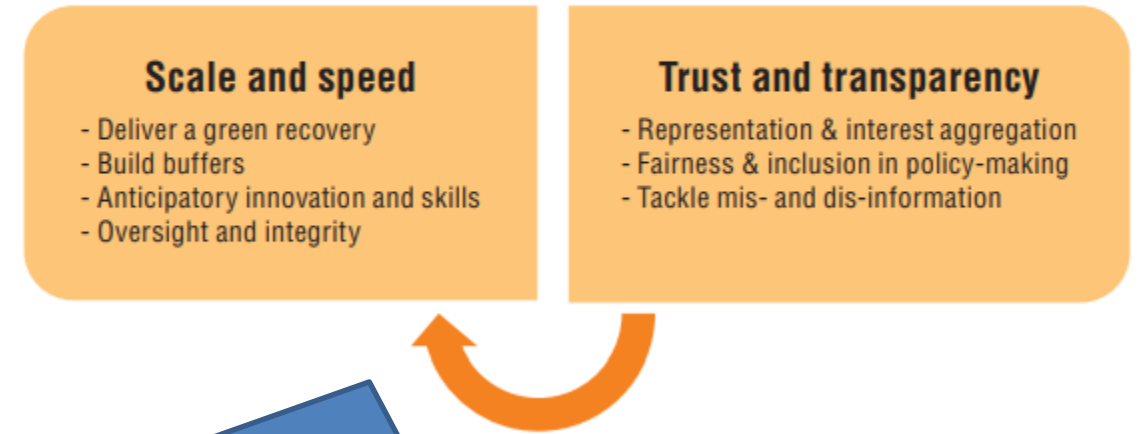 Scale and speed
- Deliver a green recovery
- Build buffers
- Anticipatory innovation and skills
- Oversight and integrity
Trust and transparency
- Representation & interest aggregation
- Fairness & inclusion in policy-making
- Tackle mis- and dis-information